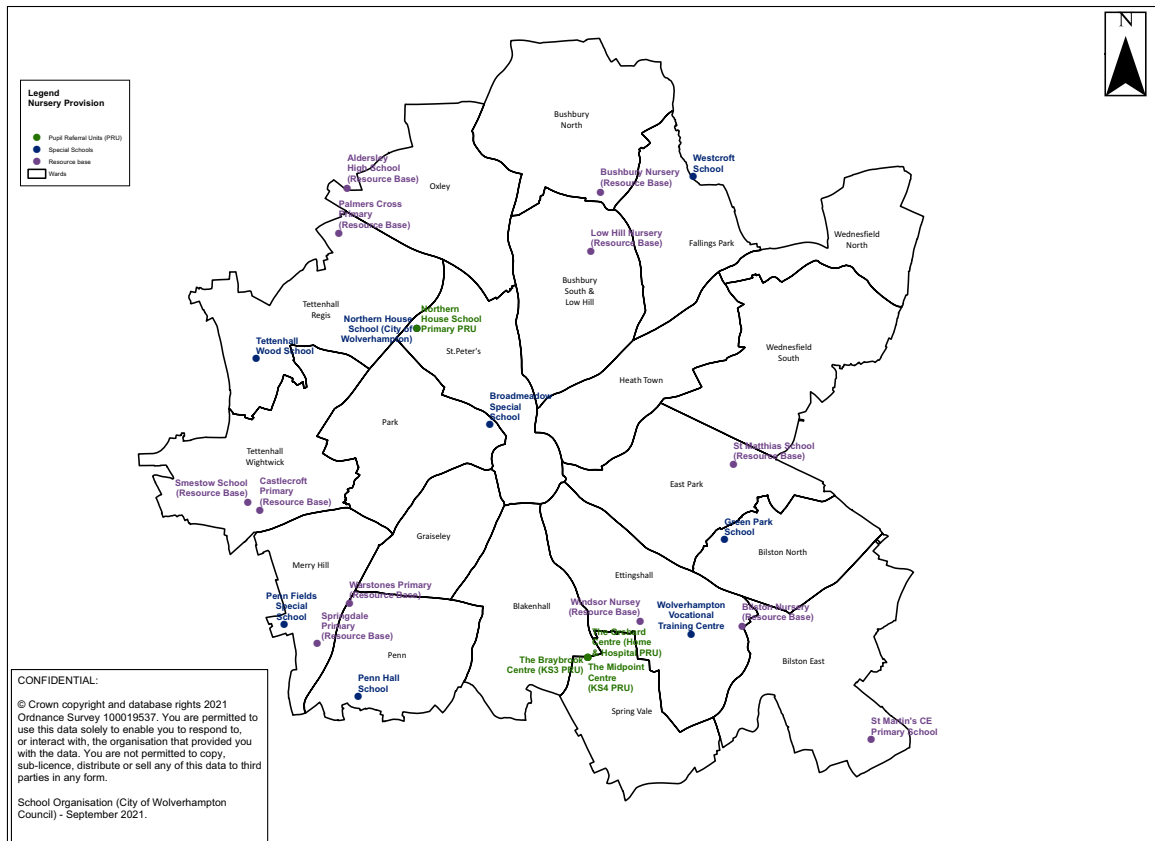 N
Legend
Nursery Provision
Pupil Referral Units (PRU)
Special Schools
Resource base
Wards
Bushbury
North
Aldersley
High School
(Resource Base)
Oxley
Westcroft
School
Bushbury Nursery
(Resource Base)
Palmers Cross
Primary
(Resource Base)
Low Hill Nursery
(Resource Base)
Fallings Park
Wednesfield
North
Bushbury
South &
Low Hill
Tettenhall
Regis
Northern House
School (City of
Wolverhampton)
Northern
House School
Primary PRU
St.Peter's
Tettenhall
Wood School
Wednesfield
South
Heath Town
Broadmeadow
Special
School
Park
Tettenhall
Wightwick
St Matthias School
(Resource Base)
East Park
Smestow School
(Resource Base)
Castlecroft
Primary
(Resource Base)
Green Park
School
Bilston North
Graiseley
Merry Hill
Ettingshall
Warstones Primary
(Resource Base)
Penn Fields
Special
School
Springdale
Primary
(Resource Base)
Blakenhall
Windsor Nursey
(Resource Base)
Wolverhampton
Vocational
Training Centre
Bilston Nursery
(Resource Base)
The Orchard
Centre (Home
& Hospital PRU)
Penn
The Braybrook
Centre (KS3 PRU)
The Midpoint
Centre
(KS4 PRU)
Bilston East
Penn Hall
School
Spring Vale
St Martin's CE
Primary School
CONFIDENTIAL:
© Crown copyright and database rights 2021
Ordnance Survey 100019537. You are permitted to
use this data solely to enable you to respond to,
or interact with, the organisation that provided you
with the data. You are not permitted to copy,
sub-licence, distribute or sell any of this data to third
parties in any form.
School Organisation (City of Wolverhampton
Council) - September 2021.